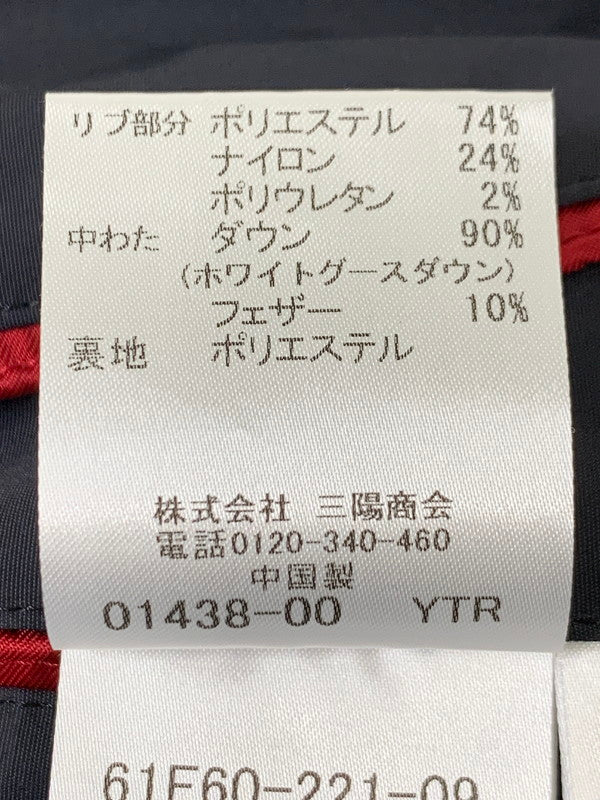 リブ部分 ポリエステル 74%
ナイロン 24%
ポリウレタン 2%
中わた ダウン 90%
(ホワイトグースダウン)
フェザー 10%
裏地 ポリエステル
株式会社 三陽商会
電話0120-340-460
中国製
01438-00 YTR
61F60-221-09